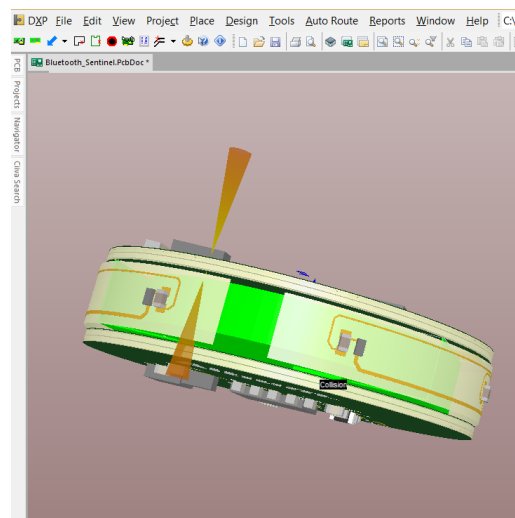 DXP File Edit View Project Place Design Tools Auto Route Reports Window Help C:\
Bluetooth_Sentinel.PcbDoc *
PCB
Projects
Navigator
Ciiva Search
Collision